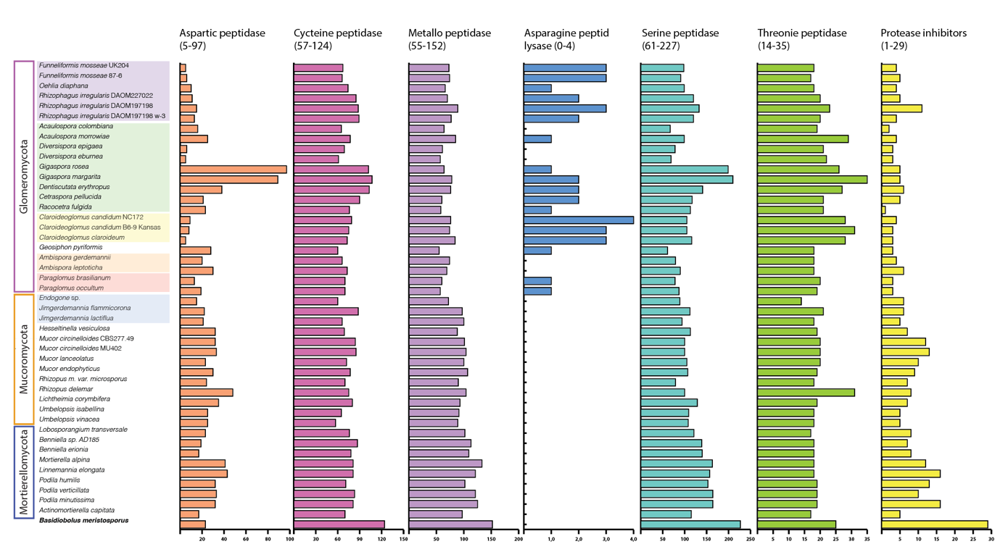 Aspartic peptidase
(5-97)
Cycteine peptidase
(57-124)
Metallo peptidase
(55-152)
Asparagine peptid
lysase (0-4)
Serine peptidase
(61-227)
Threonie peptidase
(14-35)
Protease inhibitors
(1-29)
Glomeromycota
Funneliformis mosseae UK204
Funneliformis mosseae 87-6
Oehlia diaphana
Rhizophagus irregularis DAOM227022
Rhizophagus irregularis DAOM197198
Rhizophagus irregularis DAOM197198 w-3
Acaulospora colombiana
Acaulospora morrowiae
Diversispora epigaea
Diversispora eburnea
Gigaspora rosea
Gigaspora margarita
Dentiscutata erythropus
Cetraspora pellucida
Racocetra fulgida
Claroideoglomus candidum NC172
Claroideoglomus candidum B6-9 Kansas
Claroideoglomus claroideum
Geosiphon pyriformis
Ambispora gerdemannii
Ambispora leptoticha
Paraglomus brasilianum
Paraglomus occultum
Mucoromycota
Endogone sp.
Jimgerdemannia flammicorona
Jimgerdemannia lactiflua
Hesseltinella vesiculosa
Mucor circinelloides CBS277.49
Mucor circinelloides MU402
Mucor lanceolatus
Mucor endophyticus
Rhizopus m. var. microsporus
Rhizopus delemar
Lichtheimia corymbifera
Umbelopsis isabellina
Umbelopsis vinacea
Mortierellomycota
Lobosporangium transversale
Benniella sp. AD185
Benniella erionia
Mortierella alpina
Linnemannia elongata
Podila humilis
Podila verticillata
Podila minutissima
Actinomortierella capitata
Basidiobolus meristosporus
20 40 60 80 100
30 60 90 120 150
50 100 150 200
1,0 2,0 3,0 4,0
50 100 150 200 250
5 10 15 20 25 30 35
5 10 15 20 25 30